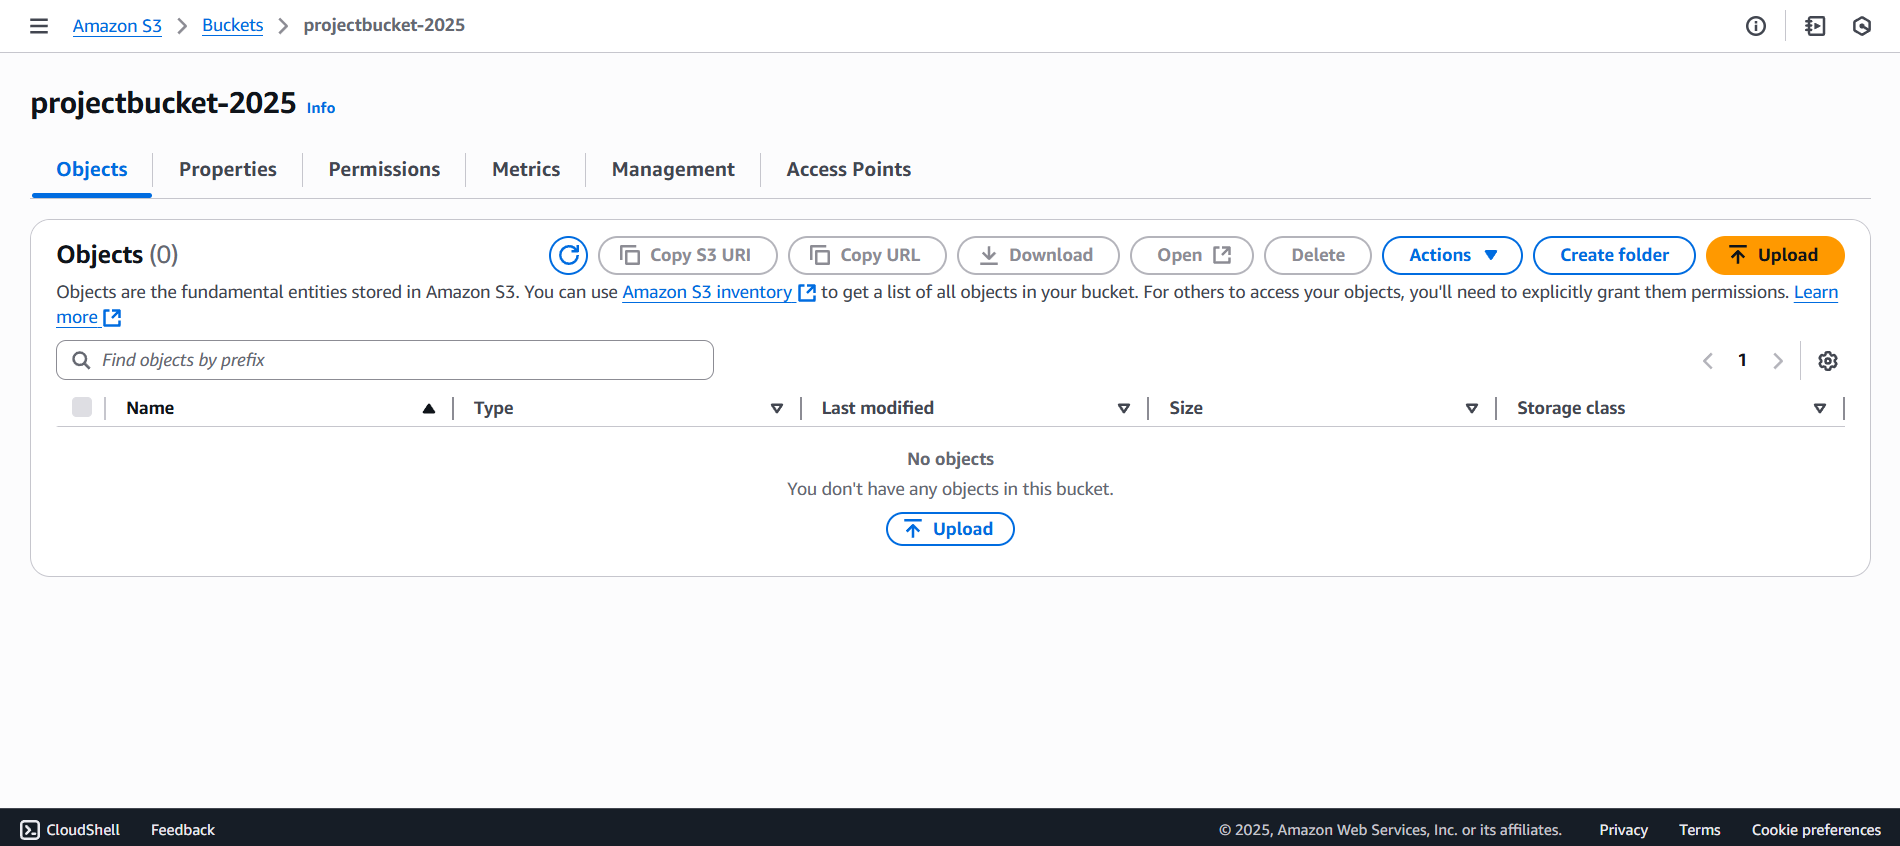 Amazon S3 Buckets projectbucket-2025
projectbucket-2025 Info
Objects Properties Permissions Metrics Management Access Points
Objects (0) Copy S3 URI Copy URL Download Open Delete Actions Create folder Upload
Objects are the fundamental entities stored in Amazon S3. You can use Amazon S3 inventory to get a list of all objects in your bucket. For others to access your objects, you'll need to explicitly grant them permissions. Learn
more
Find objects by prefix 1
Name Type Last modified Size Storage class
No objects
You don't have any objects in this bucket.
Upload
CloudShell Feedback © 2025, Amazon Web Services, Inc. or its affiliates. Privacy Terms Cookie preferences